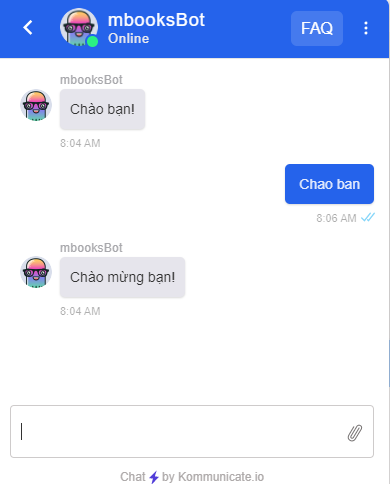 mbooksBot
Online
FAQ
mbooksBot
Chào bạn!
8:04 AM
Chao ban
8:06 AM
mbooksBot
Chào mừng bạn!
8:04 AM
Chat by Kommunicate.io